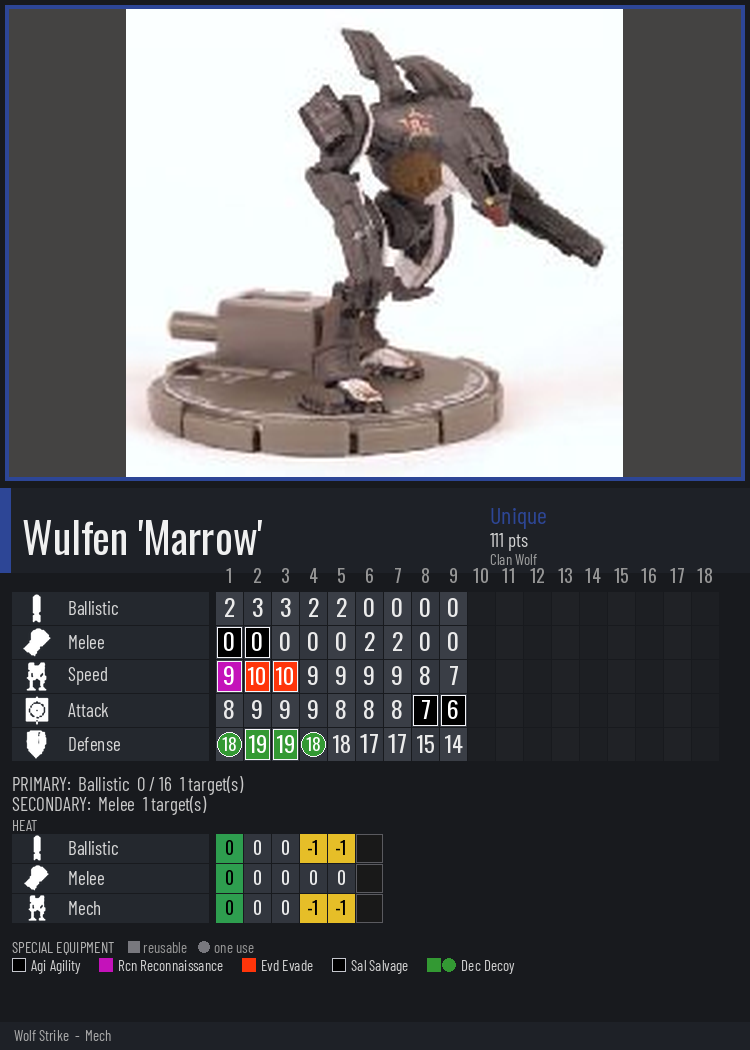 Wulfen 'Marrow'
Unique
111 pts
Clan Wolf
1 2 3 4 5 6 7 8 9 10 11 12 13 14 15 16 17 18
Ballistic 2 3 3 2 2 0 0 0 0
Melee 0 0 0 0 0 2 2 0 0
Speed 9 10 10 9 9 9 9 8 7
Attack 8 9 9 9 8 8 8 7 6
Defense 18 19 19 18 18 17 17 15 14
PRIMARY: Ballistic 0 / 16 1 target(s)
SECONDARY: Melee 1 target(s)
HEAT
Ballistic 0 0 0 -1 -1
Melee 0 0 0 0 0
Mech 0 0 0 -1 -1
SPECIAL EQUIPMENT reusable one use
Agi Agility Rcn Reconnaissance Evd Evade Sal Salvage Dec Decoy
Wolf Strike - Mech